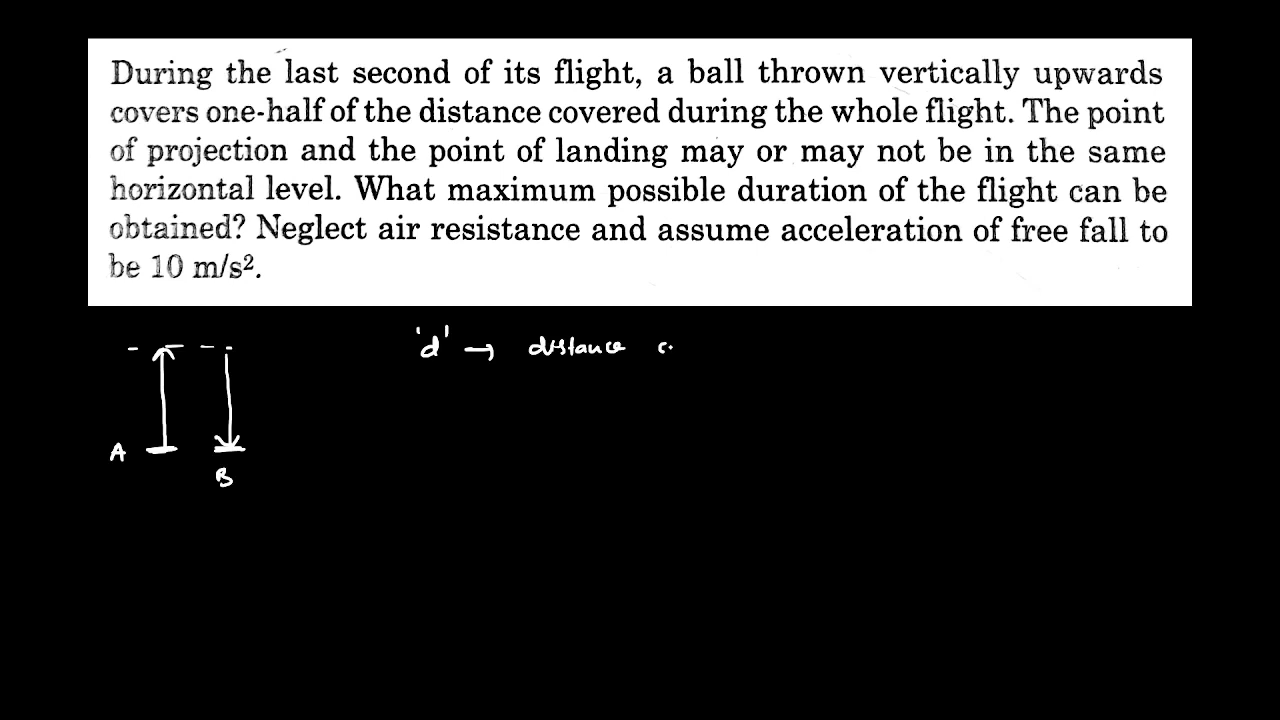 During the last second of its flight, a ball thrown vertically upwards
covers one-half of the distance covered during the whole flight. The point
of projection and the point of landing may or may not be in the same
horizontal level. What maximum possible duration of the flight can be
obtained? Neglect air resistance and assume acceleration of free fall to
be 10 m/s².
'd' → distance
A
B